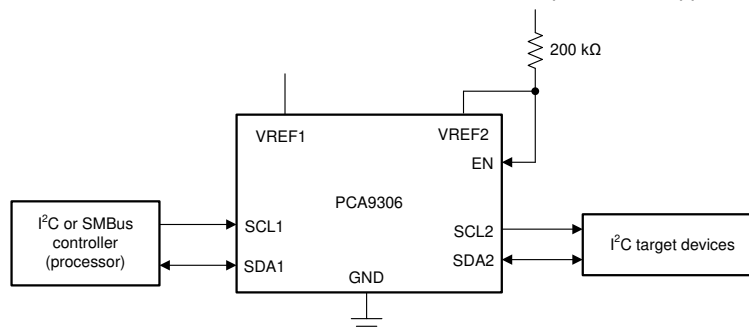 200 kΩ
VREF1
VREF2
EN
PCA9306
I²C or SMBus
controller
(processor)
SCL1
SDA1
SCL2
SDA2
I²C target devices
GND